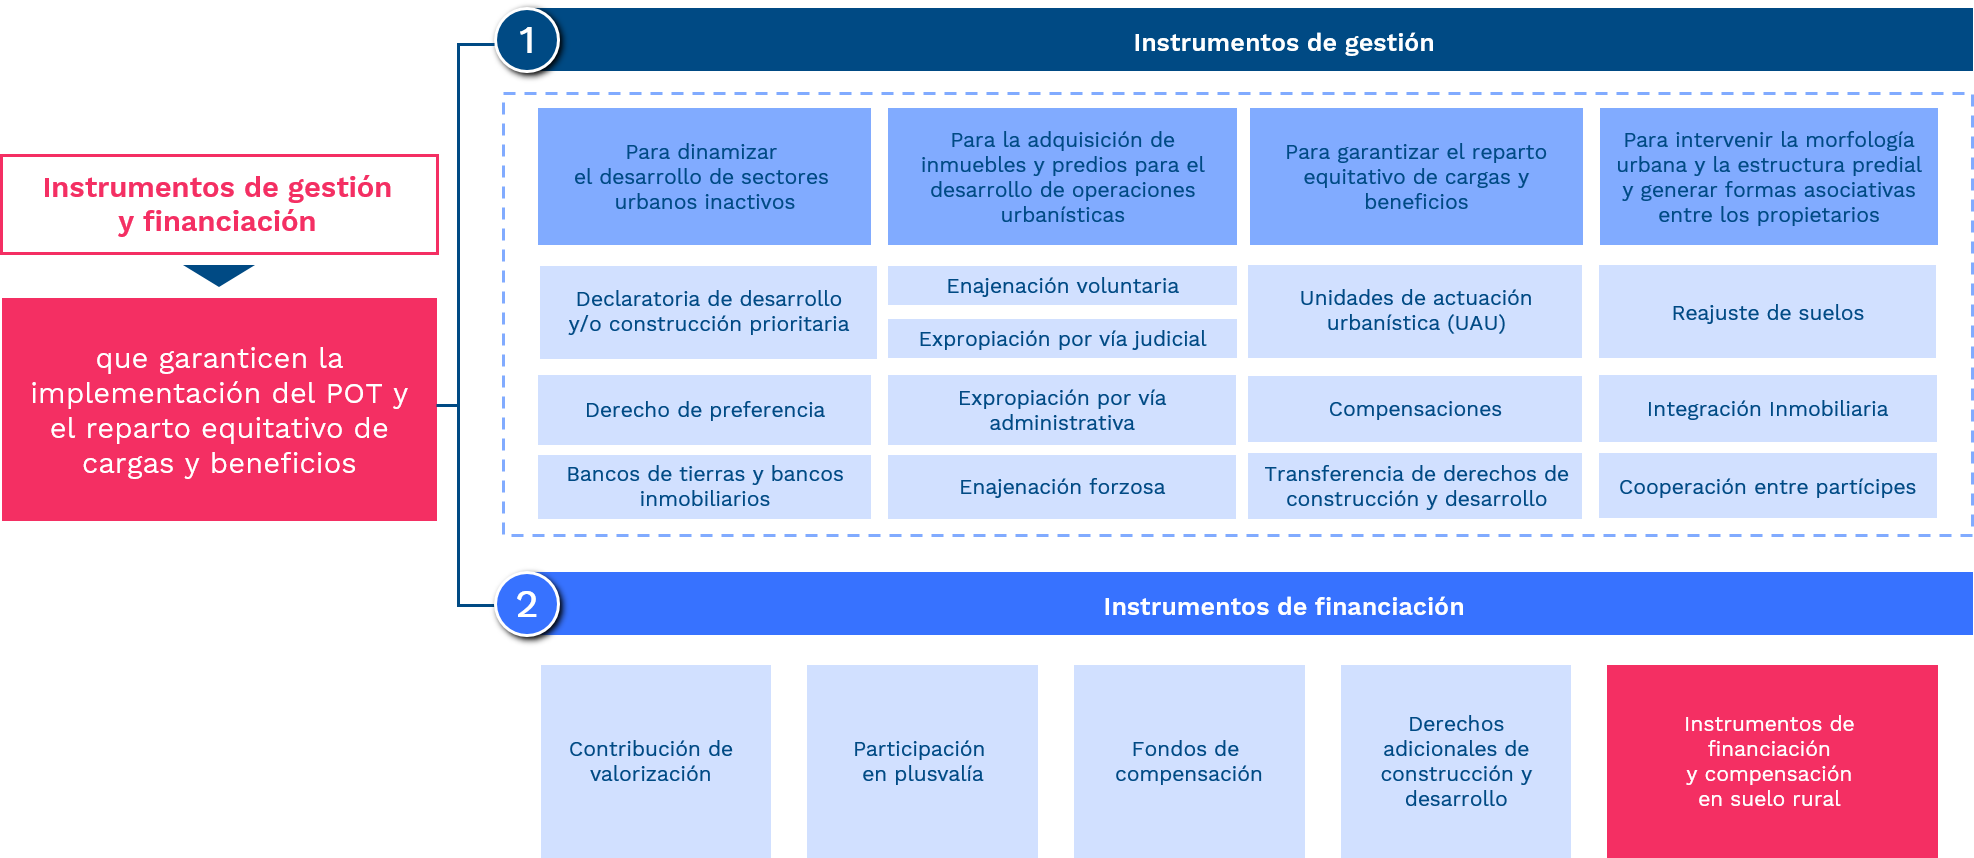 Instrumentos de gestión
y financiación
que garanticen la
implementación del POT y
el reparto equitativo de
cargas y beneficios
1
Instrumentos de gestión
Para dinamizar
el desarrollo de sectores
urbanos inactivos
Declaratoria de desarrollo
y/o construcción prioritaria
Derecho de preferencia
Bancos de tierras y bancos
inmobiliarios
Para la adquisición de
inmuebles y predios para el
desarrollo de operaciones
urbanísticas
Enajenación voluntaria
Expropiación por vía judicial
Expropiación por vía
administrativa
Enajenación forzosa
Para garantizar el reparto
equitativo de cargas y
beneficios
Unidades de actuación
urbanística (UAU)
Compensaciones
Transferencia de derechos de
construcción y desarrollo
Para intervenir la morfología
urbana y la estructura predial
y generar formas asociativas
entre los propietarios
Reajuste de suelos
Integración Inmobiliaria
Cooperación entre partícipes
2
Instrumentos de financiación
Contribución de
valorización
Participación
en plusvalía
Fondos de
compensación
Derechos
adicionales de
construcción y
desarrollo
Instrumentos de
financiación
y compensación
en suelo rural